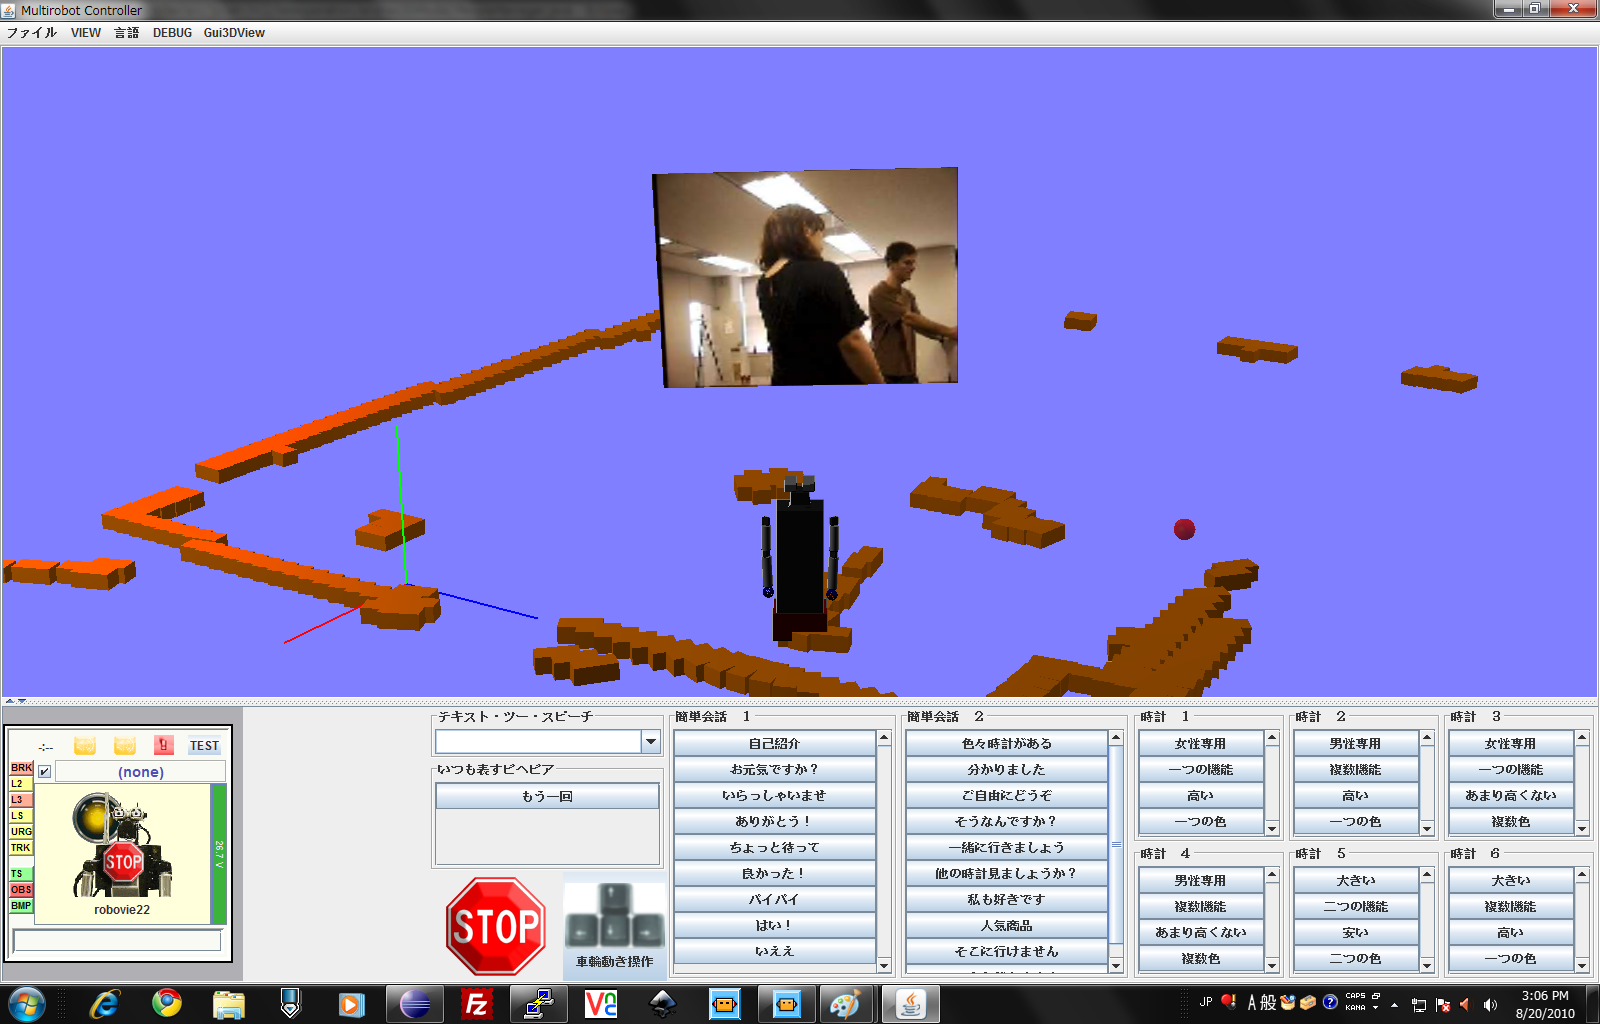 Multirobot Controller
ファイル VIEW 言語 DEBUG Gui3DView
-:-- TEST
(none)
BRK
L2
L3
LS
URG
TRK
TS
OBS
BMP
STOP
26.7 V
robovie22
テキスト・ツー・スピーチ
いつも表すビヘビア
もう一回
STOP
車輪動き操作
簡単会話 1
自己紹介
お元気ですか？
いらっしゃいませ
ありがとう！
ちょっと待って
良かった！
バイバイ
はい！
いええ
簡単会話 2
色々時計がある
分かりました
ご自由にどうぞ
そうなんですか？
一緒に行きましょう
他の時計見ましょうか？
私も好きです
人気商品
そこに行けません
時計 1
女性専用
一つの機能
高い
一つの色
時計 2
男性専用
複数機能
高い
一つの色
時計 3
女性専用
一つの機能
あまり高くない
複数色
時計 4
男性専用
複数機能
あまり高くない
複数色
時計 5
大きい
二つの機能
安い
二つの色
時計 6
大きい
複数機能
高い
一つの色
JP A 般 CAPS KANA
3:06 PM
8/20/2010